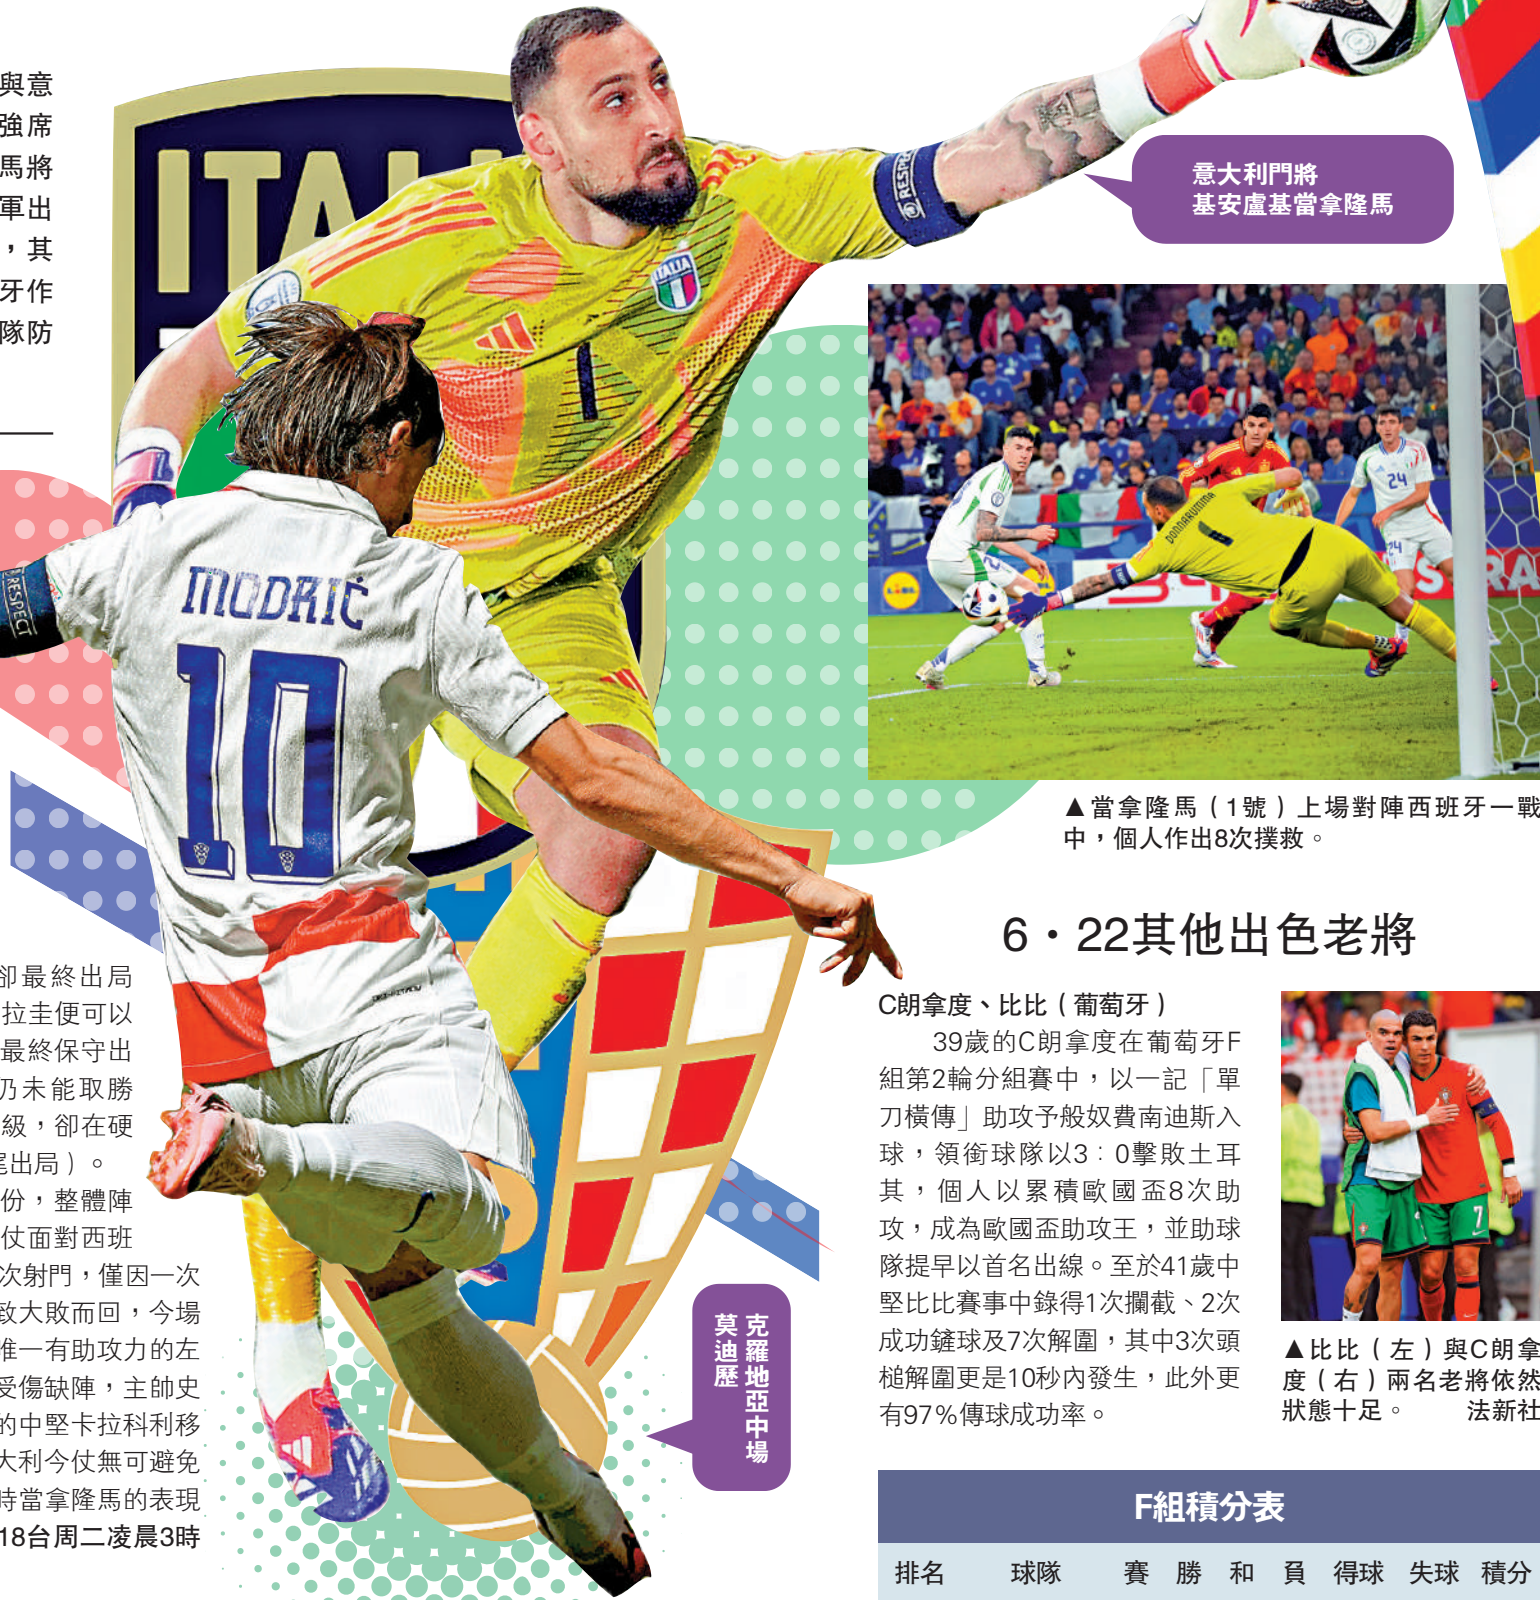 與意
強席
馬將
軍出
，其
牙作
隊防
ITALI
意大利門將
基安盧基當拿隆馬
RESPECT
ITALIA
1
MODRIĆ
10
RESPECT
DONNARUMMA
1
24
24
LIDL
▲當拿隆馬（1號）上場對陣西班牙一戰
中，個人作出8次撲救。
卻最終出局
拉圭便可以
最終保守出
仍未能取勝
級，卻在硬
尾出局）。
份，整體陣
仗面對西班
次射門，僅因一次
致大敗而回，今場
惟一有助攻力的左
受傷缺陣，主帥史
的中堅卡拉科利移
大利今仗無可避免
時當拿隆馬的表現
18台周二凌晨3時
克羅地亞中場
莫迪歷
6·22其他出色老將
C朗拿度、比比（葡萄牙）
39歲的C朗拿度在葡萄牙F
組第2輪分組賽中，以一記「單
刀橫傳」助攻予般奴費南迪斯入
球，領銜球隊以3：0擊敗土耳
其，個人以累積歐國盃8次助
攻，成為歐國盃助攻王，並助球
隊提早以首名出線。至於41歲中
堅比比賽事中錄得1次攔截、2次
成功鏟球及7次解圍，其中3次頭
槌解圍更是10秒內發生，此外更
有97%傳球成功率。
7
▲比比（左）與C朗拿
度（右）兩名老將依然
狀態十足。 法新社
F組積分表
排名 球隊 賽 勝 和 負 得球 失球 積分